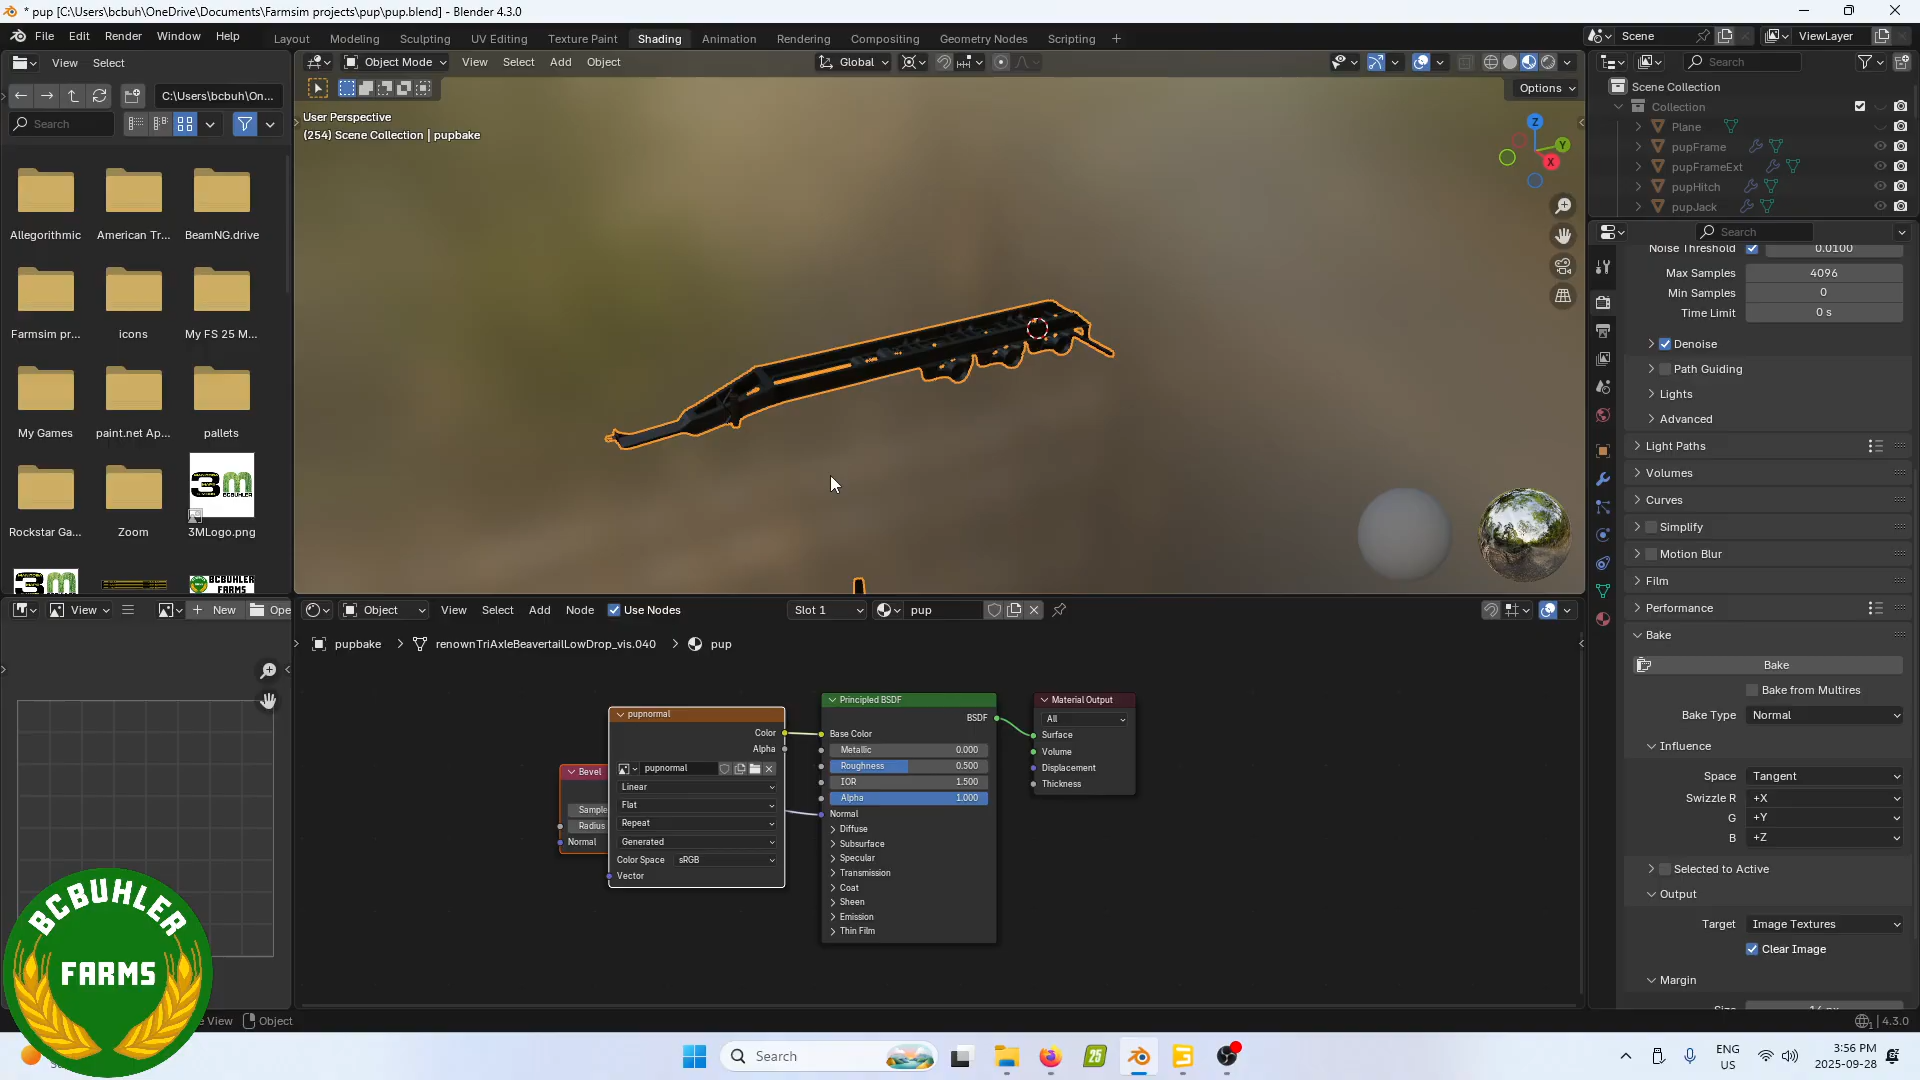 * pup [C:\Users\bcbuh\OneDrive\Documents\Farmsim projects\pup\pup.blend] - Blender 4.3.0
File Edit Render Window Help
Layout Modeling Sculpting UV Editing Texture Paint Shading Animation Rendering Compositing Geometry Nodes Scripting +
Scene
ViewLayer
View Select
Object Mode View Select Add Object
Global
Search
C:\Users\bcbuh\On...
Options
Search
User Perspective
(254) Scene Collection | pupbake
Z
Y
X
Scene Collection
Collection
Plane
pupFrame
pupFrameExt
pupHitch
pupJack
Allegorithmic American Tr... BeamNG.drive
Farmsim pr... icons My FS 25 M...
My Games paint.net Ap... pallets
3M
BCBUHLER
Rockstar Ga... Zoom 3MLogo.png
3M
BCBUHLER
Search
Noise Threshold 0.0100
Max Samples 4096
Min Samples 0
Time Limit 0 s
Denoise
Path Guiding
Lights
Advanced
Light Paths
Volumes
Curves
Simplify
Motion Blur
Film
Performance
Bake
Bake
Bake from Multires
Bake Type Normal
Influence
Space Tangent
Swizzle R +X
G +Y
B +Z
Selected to Active
Output
Target Image Textures
Clear Image
Margin
View
New
Ope
Object View Select Add Node Use Nodes
Slot 1
pup
pupbake > renownTriAxleBeavertailLowDrop_vis.040 > pup
Bevel
Sample
Radius
Normal
pupnormal
Color
Alpha
pupnormal
Linear
Flat
Repeat
Generated
Color Space sRGB
Vector
Principled BSDF
BSDF
Base Color
Metallic 0.000
Roughness 0.500
IOR 1.500
Alpha 1.000
Normal
Diffuse
Subsurface
Specular
Transmission
Coat
Sheen
Emission
Thin Film
Material Output
All
Surface
Volume
Displacement
Thickness
BCBUHLER
FARMS
View
Object
4.3.0
Search
25
ENG
US
3:56 PM
2025-09-28